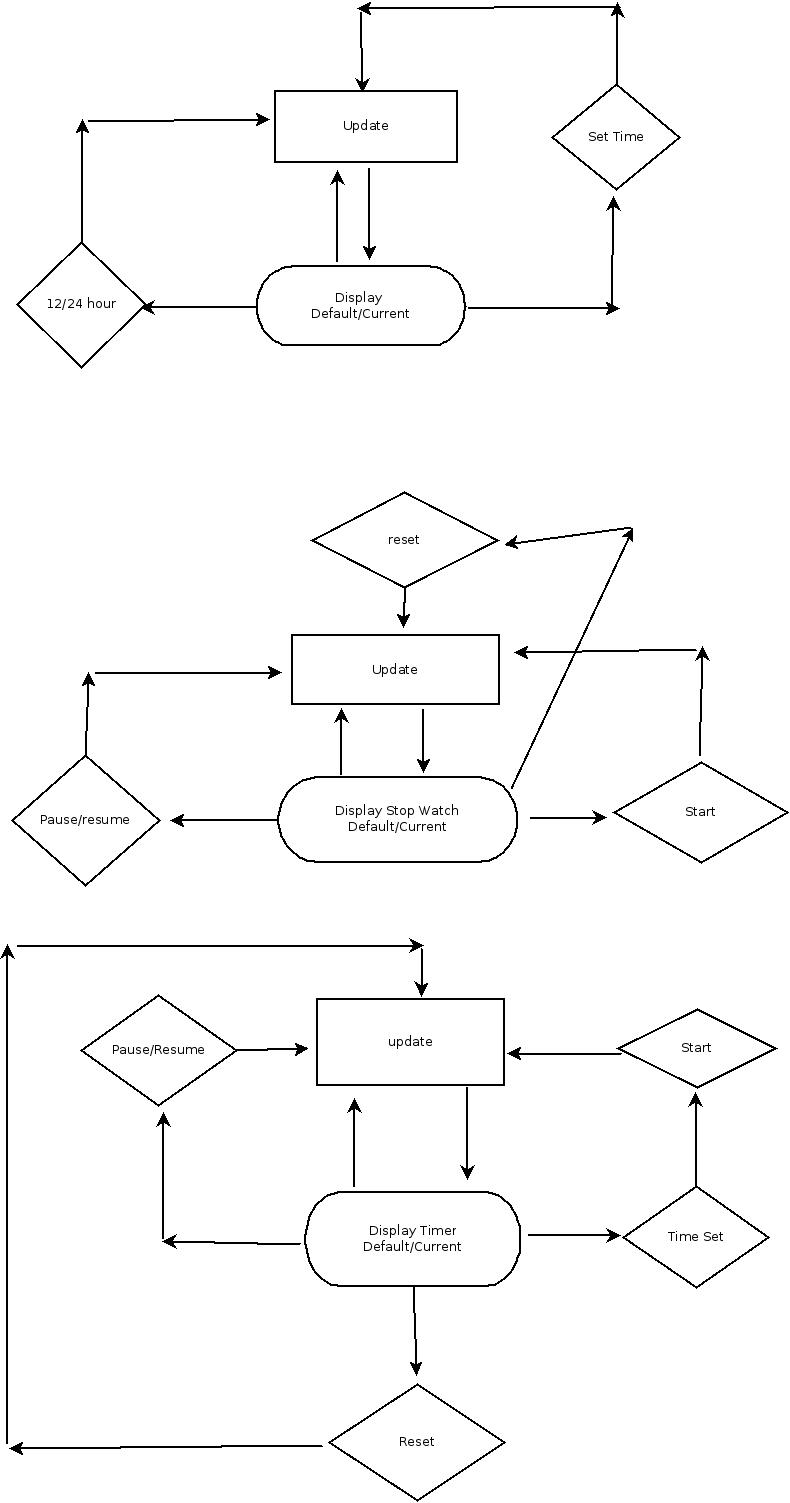 Update
Set Time
12/24 hour
Display
Default/Current
reset
Update
Pause/resume
Display Stop Watch
Default/Current
Start
Pause/Resume
update
Start
Display Timer
Default/Current
Time Set
Reset